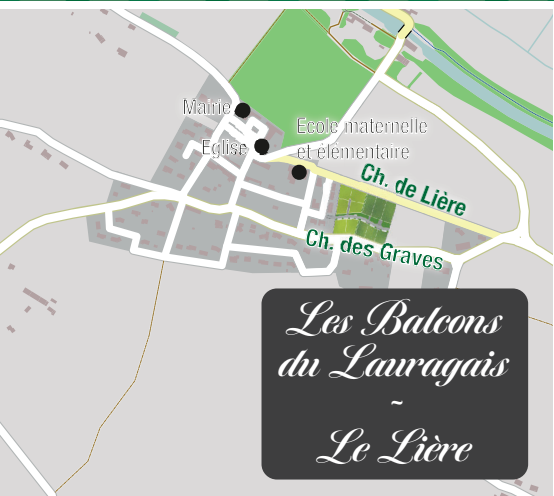 Mairie
Eglise
Ecole maternelle
et élémentaire
Ch. de Lière
Ch. des Graves
Les Balcons
du Lauragais
~
Le Lière